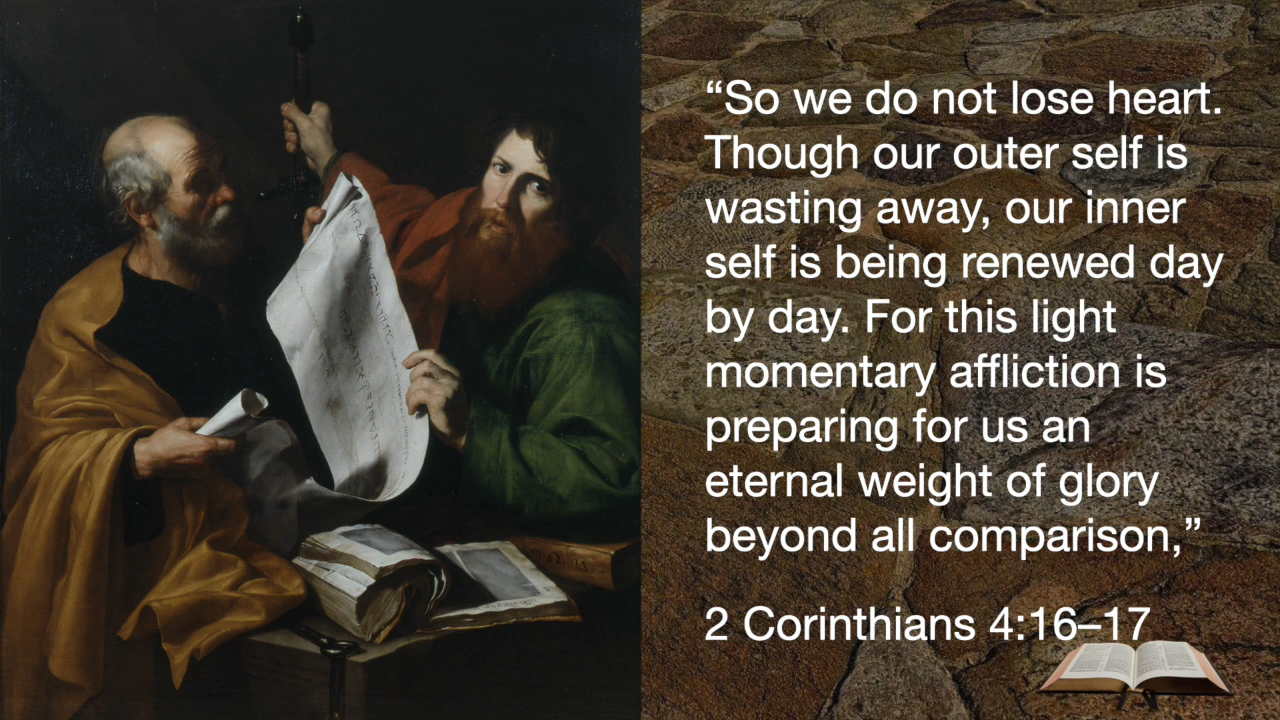 “So we do not lose heart.
Though our outer self is
wasting away, our inner
self is being renewed day
by day. For this light
momentary affliction is
preparing for us an
eternal weight of glory
beyond all comparison,”
2 Corinthians 4:16–17